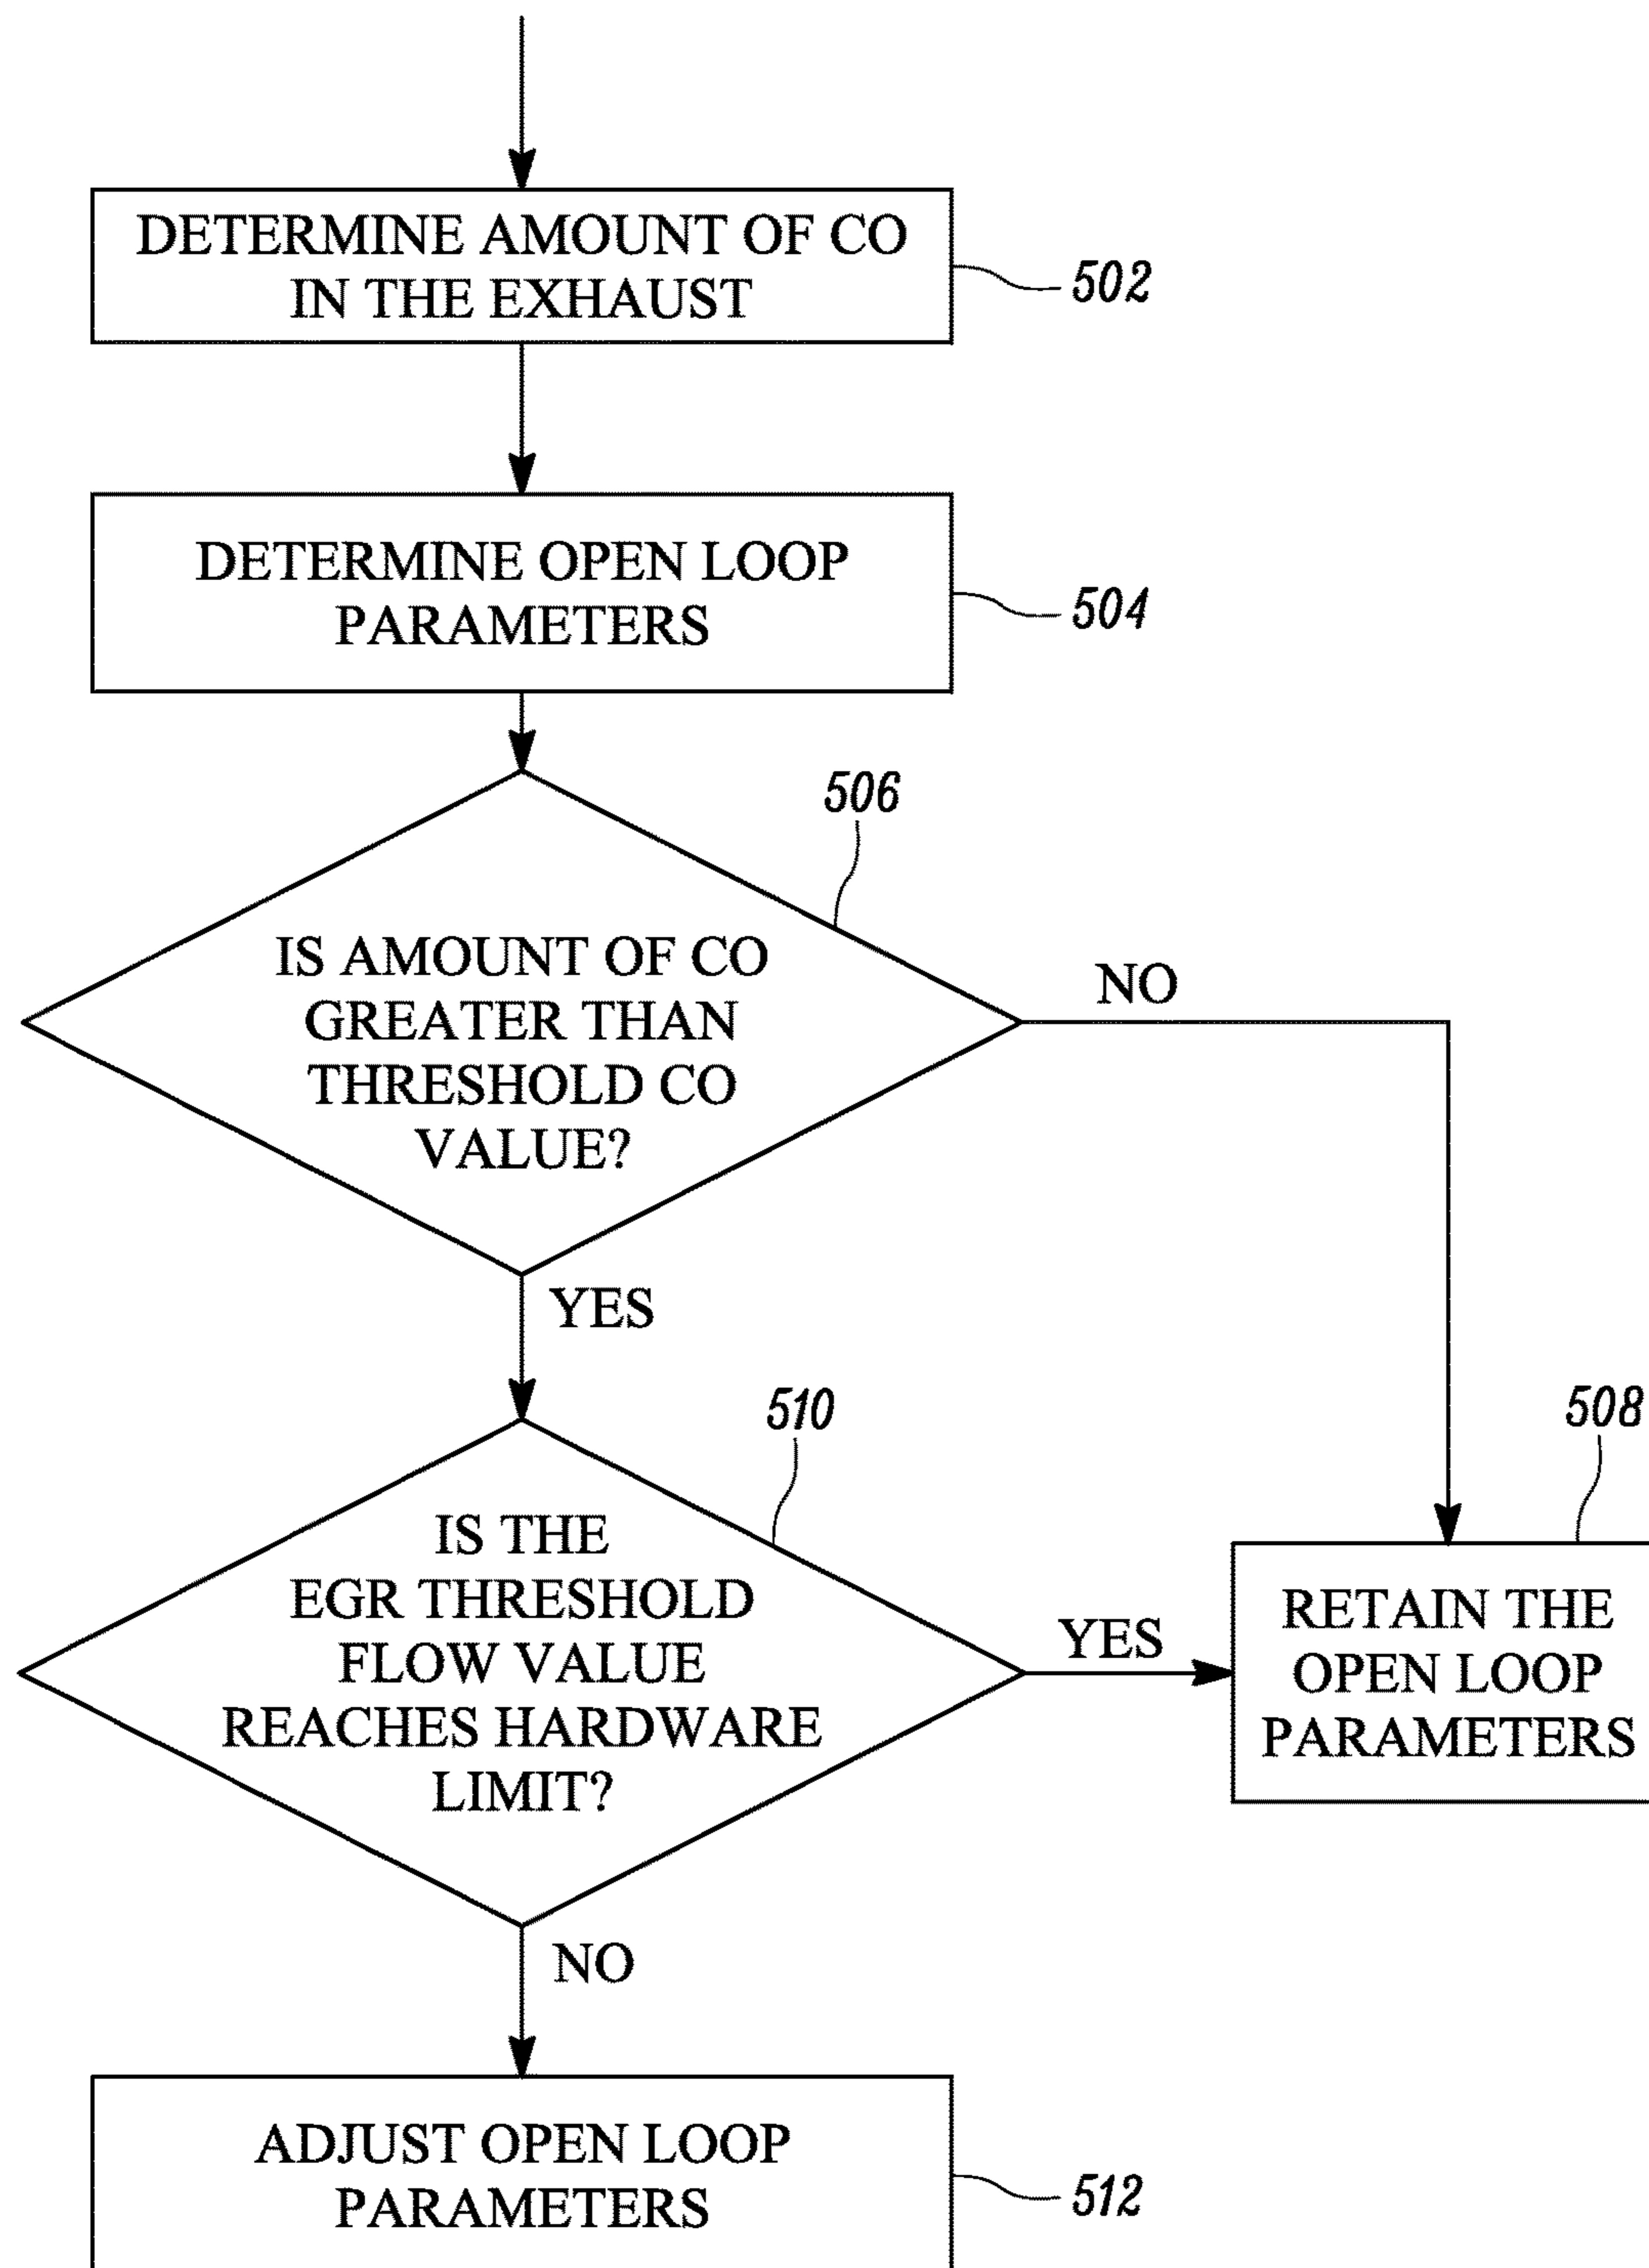 DETERMINE AMOUNT OF CO
IN THE EXHAUST
502
DETERMINE OPEN LOOP
PARAMETERS
504
506
IS AMOUNT OF CO
GREATER THAN
THRESHOLD CO
VALUE?
NO
YES
510
508
IS THE
EGR THRESHOLD
FLOW VALUE
REACHES HARDWARE
LIMIT?
YES
RETAIN THE
OPEN LOOP
PARAMETERS
NO
ADJUST OPEN LOOP
PARAMETERS
512